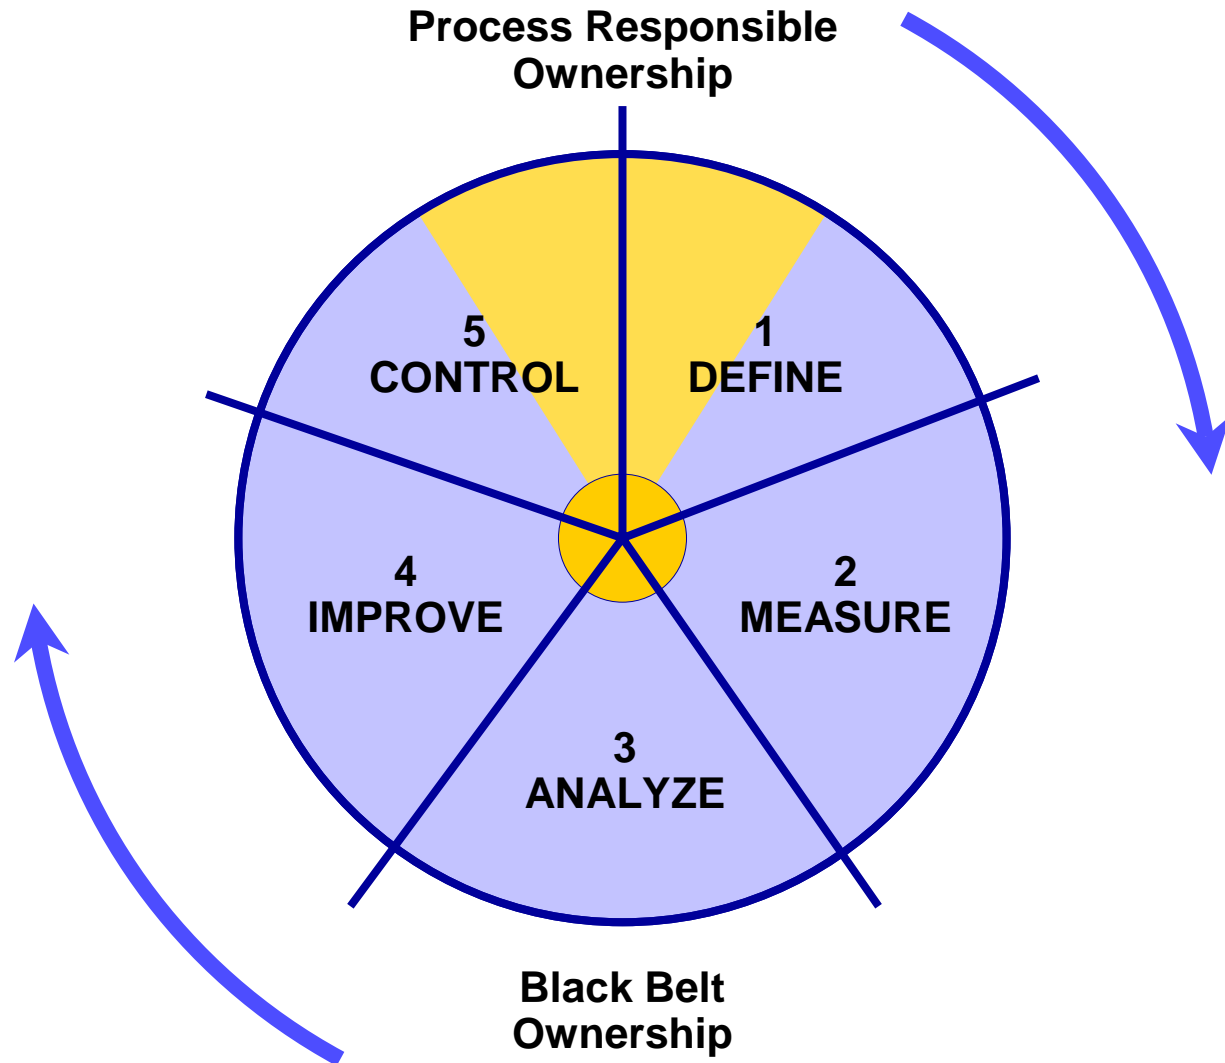 Process Responsible
Ownership
5
CONTROL
1
DEFINE
4
IMPROVE
2
MEASURE
3
ANALYZE
Black Belt
Ownership